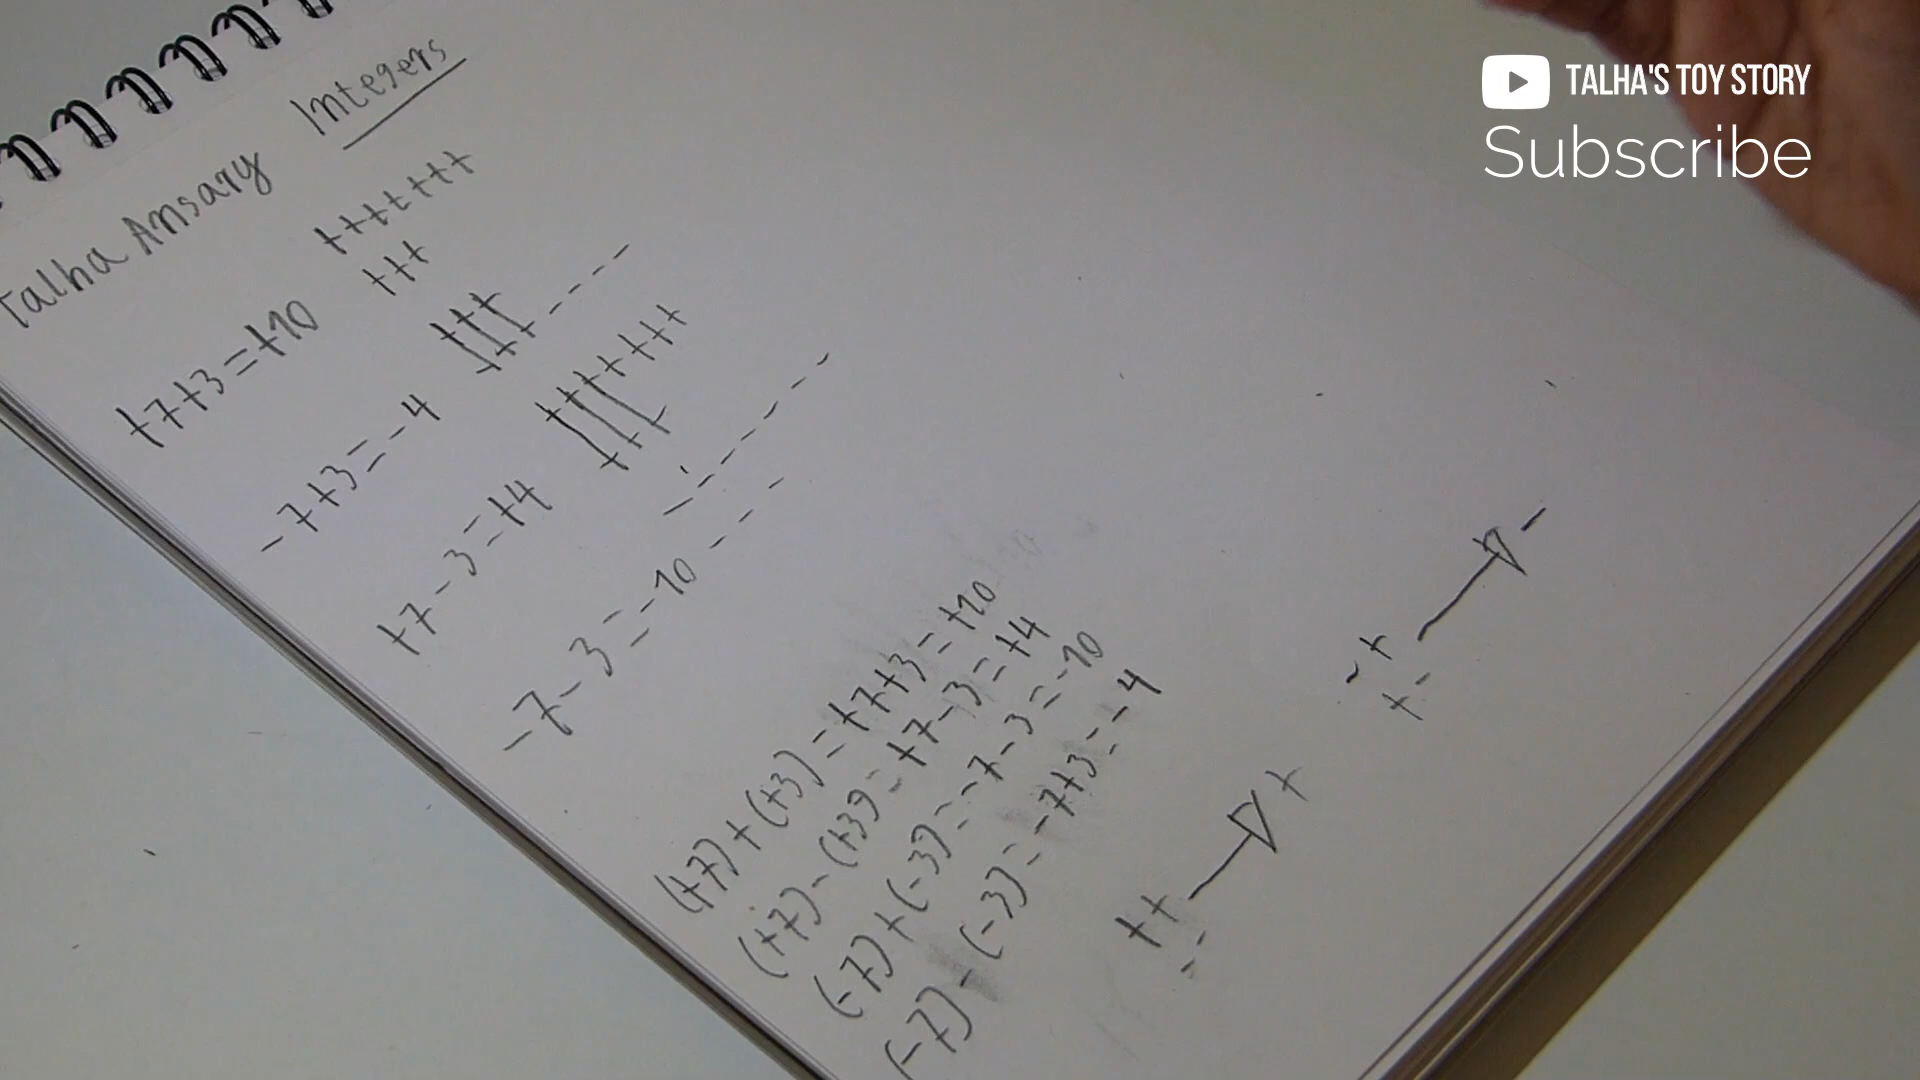 TALHA'S TOY STORY
Subscribe
Talha Ansary
Integers
+7+3=+10 +++++++
+++
-7+3=-4 +++
-------
+7-3=+4 +++++++
---
-7-3=-10 -------
---
(+7)+(+3)=+7+3=+10
(+7)-(+3)=+7-3=+4
(-7)+(-3)=-7-3=-10
(-7)-(-3)=-7+3=-4
++ → +
--
-+ → -
+-